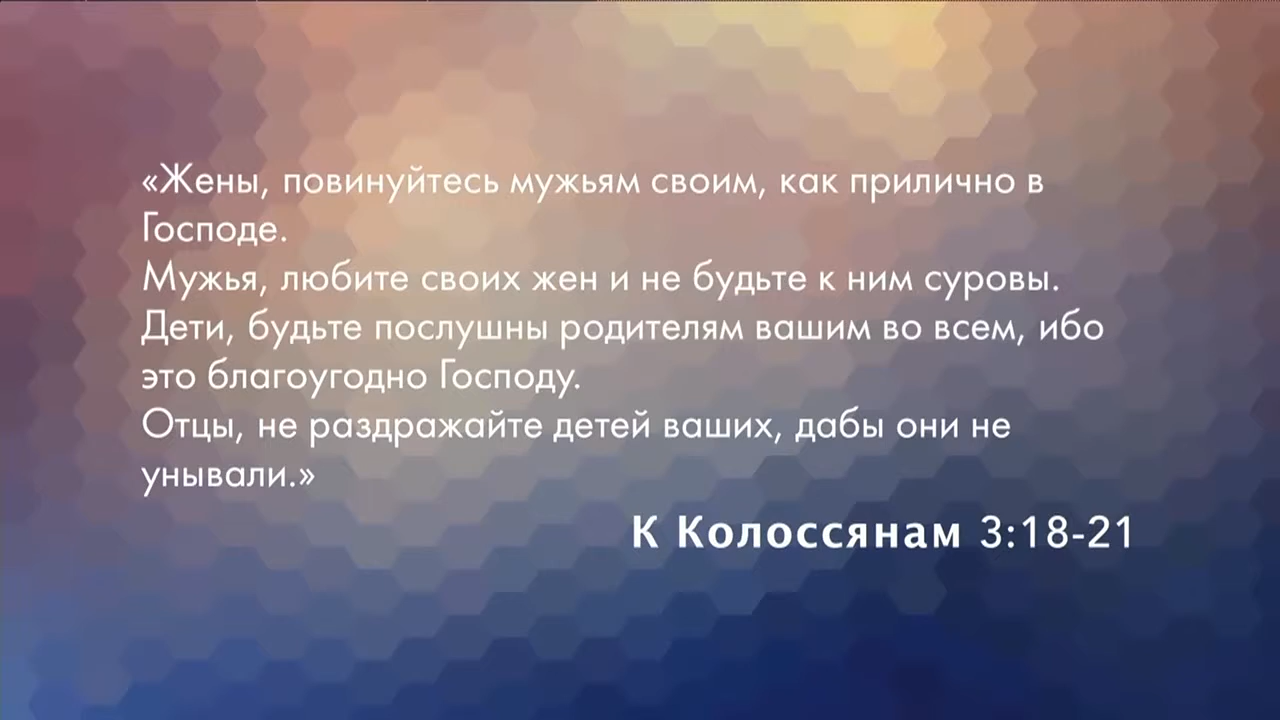 «Жены, повинуйтесь мужьям своим, как прилично в
Господе.
Мужья, любите своих жен и не будьте к ним суровы.
Дети, будьте послушны родителям вашим во всем, ибо
это благоугодно Господу.
Отцы, не раздражайте детей ваших, дабы они не
унывали.»
К Колоссянам 3:18-21